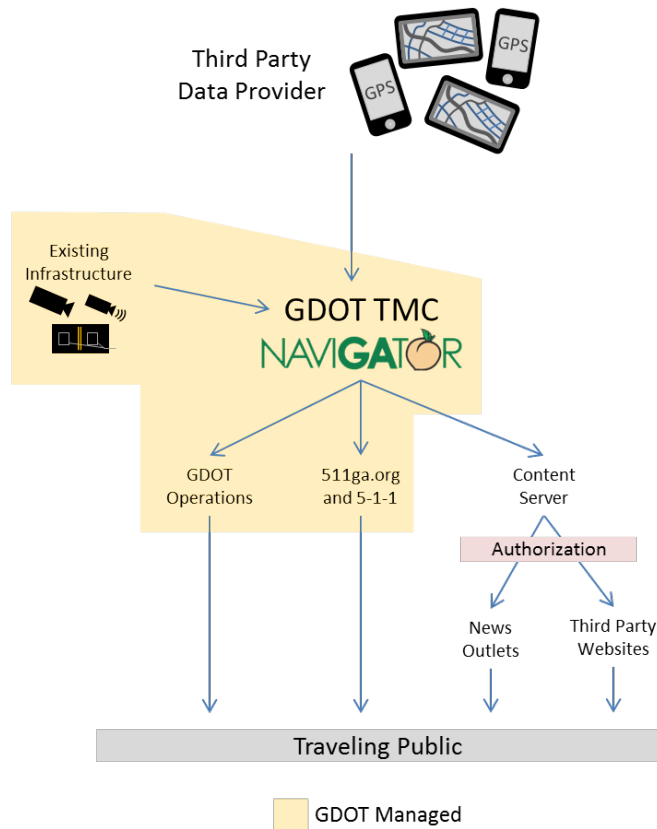 Third Party
Data Provider
GPS
GPS
Existing
Infrastructure
GDOT TMC
NAVIGATOR
GDOT
Operations
511ga.org
and 5-1-1
Content
Server
Authorization
News
Outlets
Third Party
Websites
Traveling Public
GDOT Managed